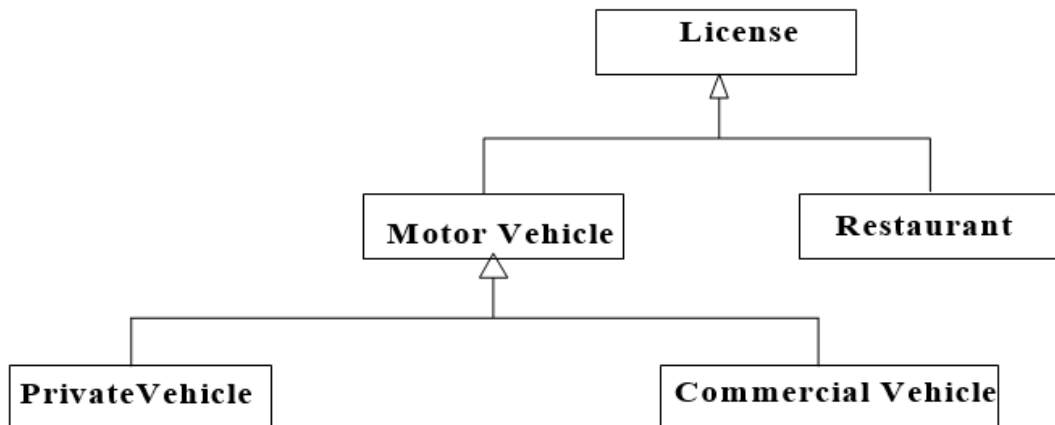 License
Motor Vehicle
Restaurant
PrivateVehicle
Commercial Vehicle